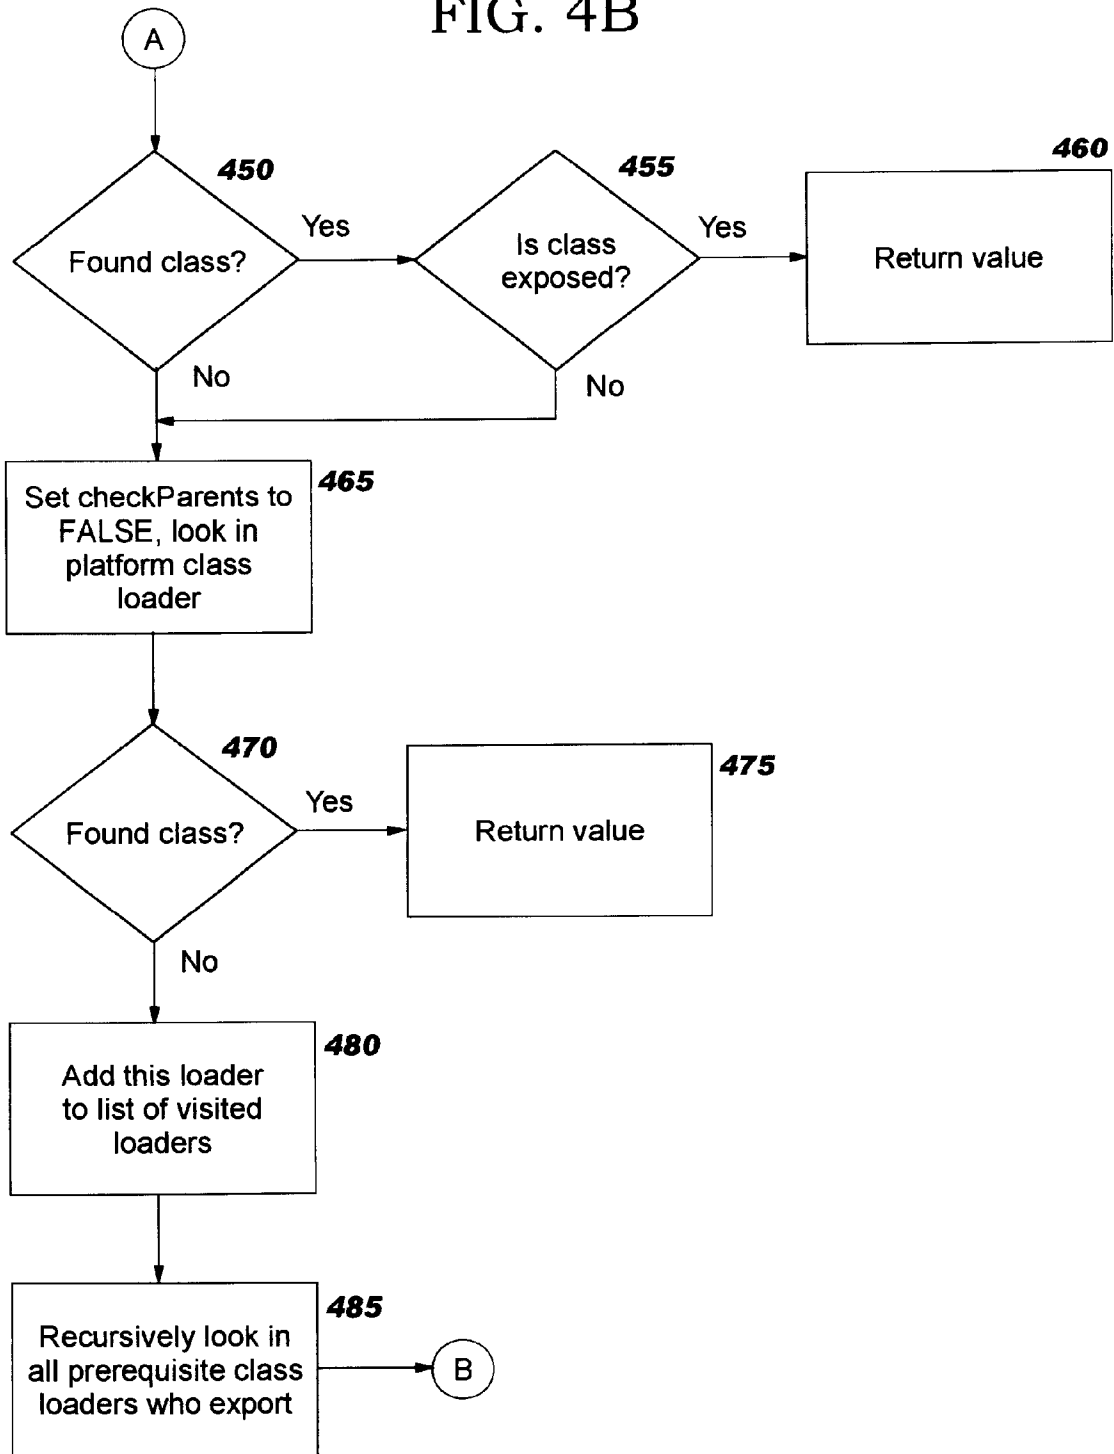 FIG. 4B
A
450
Found class?
Yes
455
Is class
exposed?
Yes
460
Return value
No
No
465
Set checkParents to
FALSE, look in
platform class
loader
470
Found class?
Yes
475
Return value
No
480
Add this loader
to list of visited
loaders
485
Recursively look in
all prerequisite class
loaders who export
B